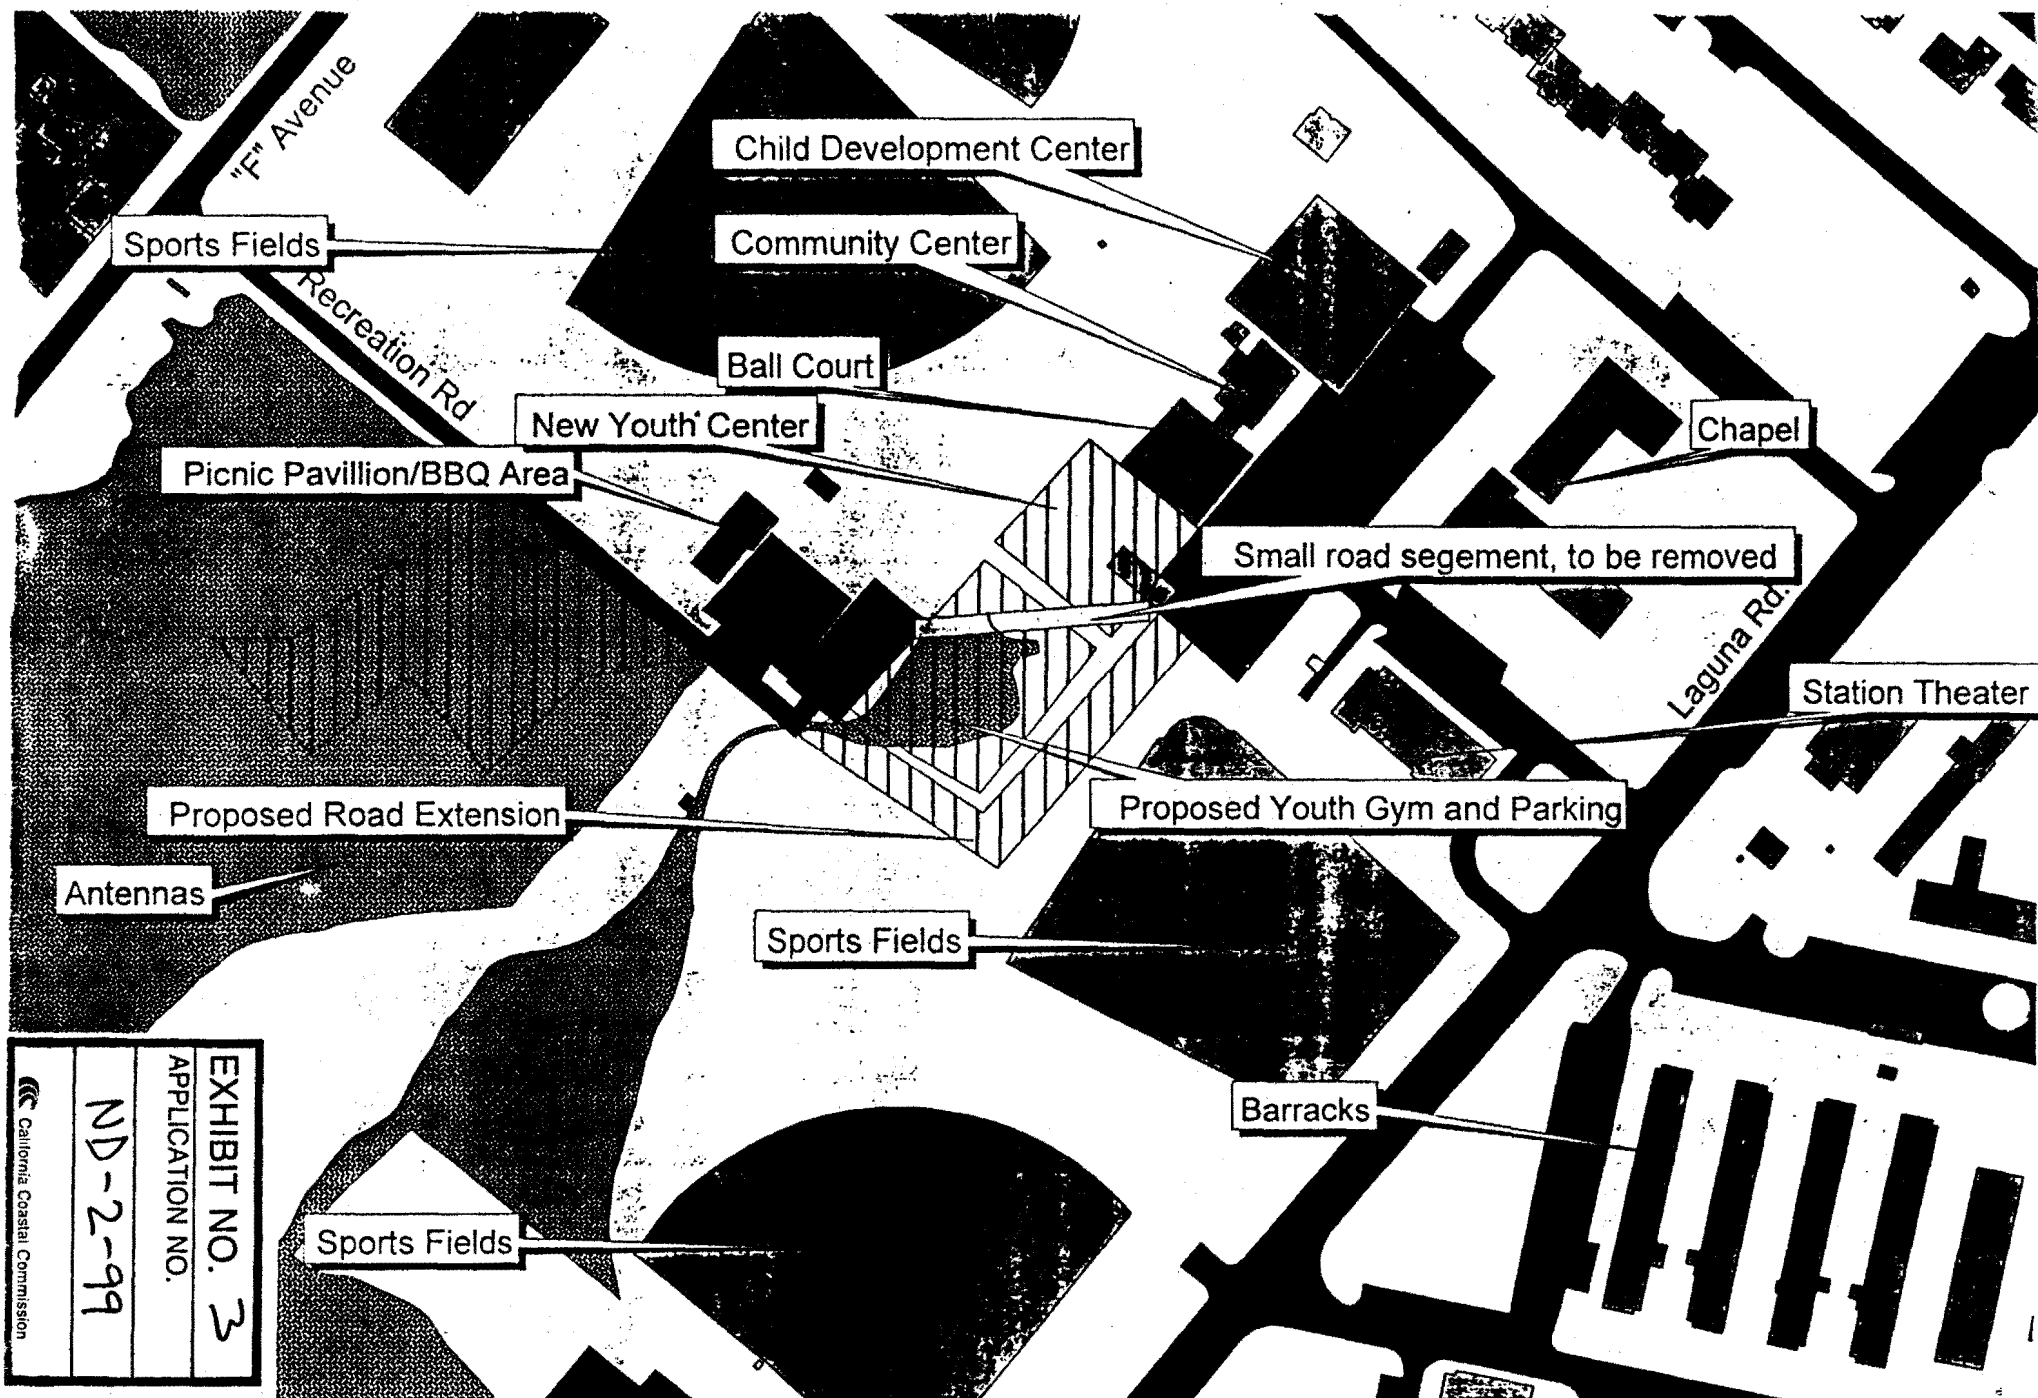 "F" Avenue
Child Development Center
Sports Fields
Community Center
Recreation Rd
Ball Court
New Youth Center
Chapel
Picnic Pavillion/BBQ Area
Small road segement, to be removed
Laguna Rd.
Station Theater
Proposed Road Extension
Proposed Youth Gym and Parking
Antennas
Sports Fields
Barracks
Sports Fields
EXHIBIT NO. 3
APPLICATION NO.
ND-2-99
California Coastal Commission